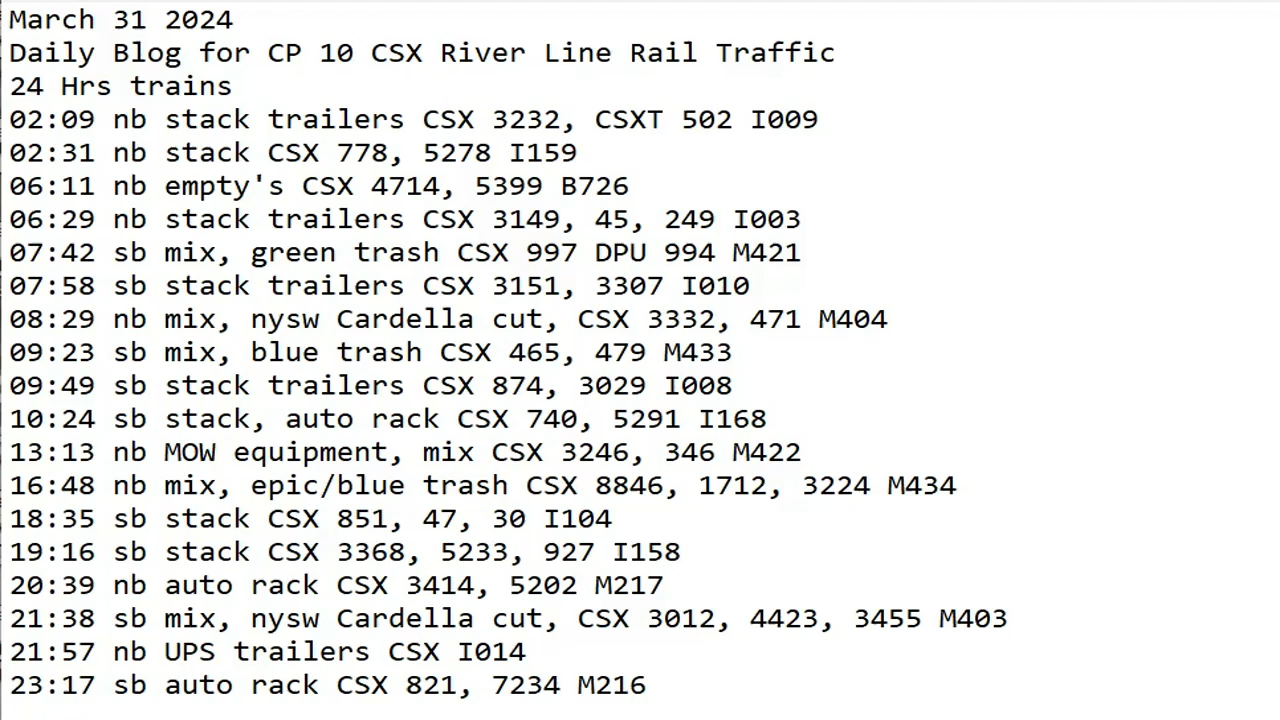 March 31 2024
Daily Blog for CP 10 CSX River Line Rail Traffic
24 Hrs trains
02:09 nb stack trailers CSX 3232, CSXT 502 I009
02:31 nb stack CSX 778, 5278 I159
06:11 nb empty's CSX 4714, 5399 B726
06:29 nb stack trailers CSX 3149, 45, 249 I003
07:42 sb mix, green trash CSX 997 DPU 994 M421
07:58 sb stack trailers CSX 3151, 3307 I010
08:29 nb mix, nysw Cardella cut, CSX 3332, 471 M404
09:23 sb mix, blue trash CSX 465, 479 M433
09:49 sb stack trailers CSX 874, 3029 I008
10:24 sb stack, auto rack CSX 740, 5291 I168
13:13 nb MOW equipment, mix CSX 3246, 346 M422
16:48 nb mix, epic/blue trash CSX 8846, 1712, 3224 M434
18:35 sb stack CSX 851, 47, 30 I104
19:16 sb stack CSX 3368, 5233, 927 I158
20:39 nb auto rack CSX 3414, 5202 M217
21:38 sb mix, nysw Cardella cut, CSX 3012, 4423, 3455 M403
21:57 nb UPS trailers CSX I014
23:17 sb auto rack CSX 821, 7234 M216